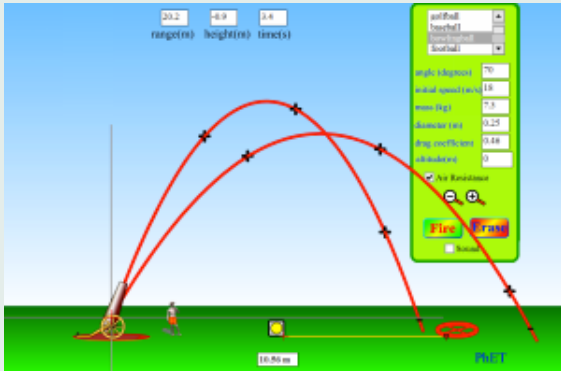 20.2 -0.9 3.4
range(m) height(m) time(s)
softball
baseball
bowlingball
football
angle (degrees) 70
initial speed (m/s) 18
mass (kg) 7.3
diameter (m) 0.25
drag coefficient 0.46
altitude(m) 0
Air Resistance
Fire Erase
Sound
10.56 m
PhET